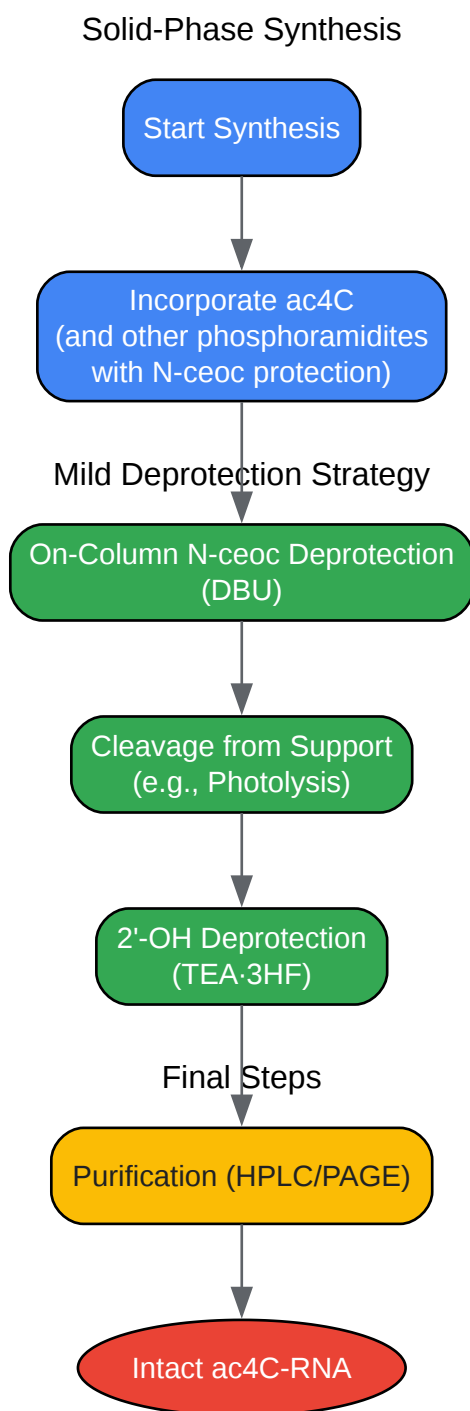 Solid-Phase Synthesis
Start Synthesis
Incorporate ac4C
(and other phosphoramidites
with N-ceoc protection)
Mild Deprotection Strategy
On-Column N-ceoc Deprotection
(DBU)
Cleavage from Support
(e.g., Photolysis)
2'-OH Deprotection
(TEA·3HF)
Final Steps
Purification (HPLC/PAGE)
Intact ac4C-RNA